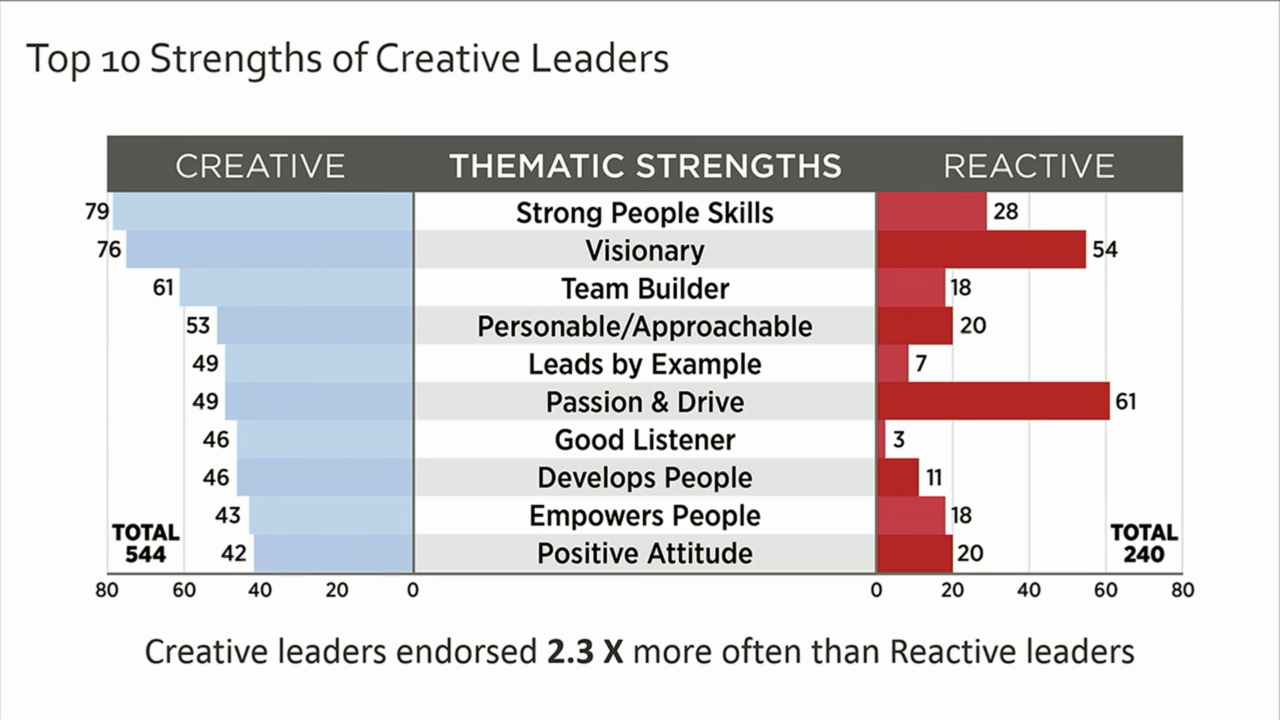 Top 10 Strengths of Creative Leaders
CREATIVE THEMATIC STRENGTHS REACTIVE
79 Strong People Skills 28
76 Visionary 54
61 Team Builder 18
53 Personable/Approachable 20
49 Leads by Example 7
49 Passion & Drive 61
46 Good Listener 3
46 Develops People 11
43 Empowers People 18
TOTAL TOTAL
544 42 Positive Attitude 20 240
80 60 40 20 0 0 20 40 60 80
Creative leaders endorsed 2.3 X more often than Reactive leaders